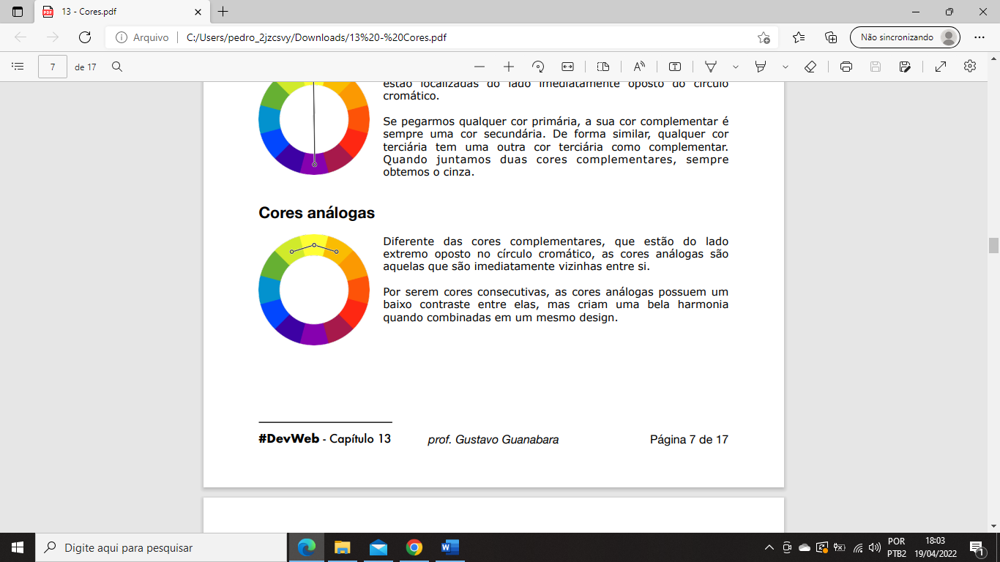 13 - Cores.pdf
Arquivo
C:/Users/pedro_2jzcsvy/Downloads/13%20-%20Cores.pdf
Não sincronizando
7
de 17
estão localizadas do lado imediatamente oposto do círculo
cromático.
Se pegarmos qualquer cor primária, a sua cor complementar é
sempre uma cor secundária. De forma similar, qualquer cor
terciária tem uma outra cor terciária como complementar.
Quando juntamos duas cores complementares, sempre
obtemos o cinza.
Cores análogas
Diferente das cores complementares, que estão do lado
extremo oposto no círculo cromático, as cores análogas são
aquelas que são imediatamente vizinhas entre si.
Por serem cores consecutivas, as cores análogas possuem um
baixo contraste entre elas, mas criam uma bela harmonia
quando combinadas em um mesmo design.
#DevWeb - Capítulo 13
prof. Gustavo Guanabara
Página 7 de 17
Digite aqui para pesquisar
POR
PTB2
18:03
19/04/2022
1